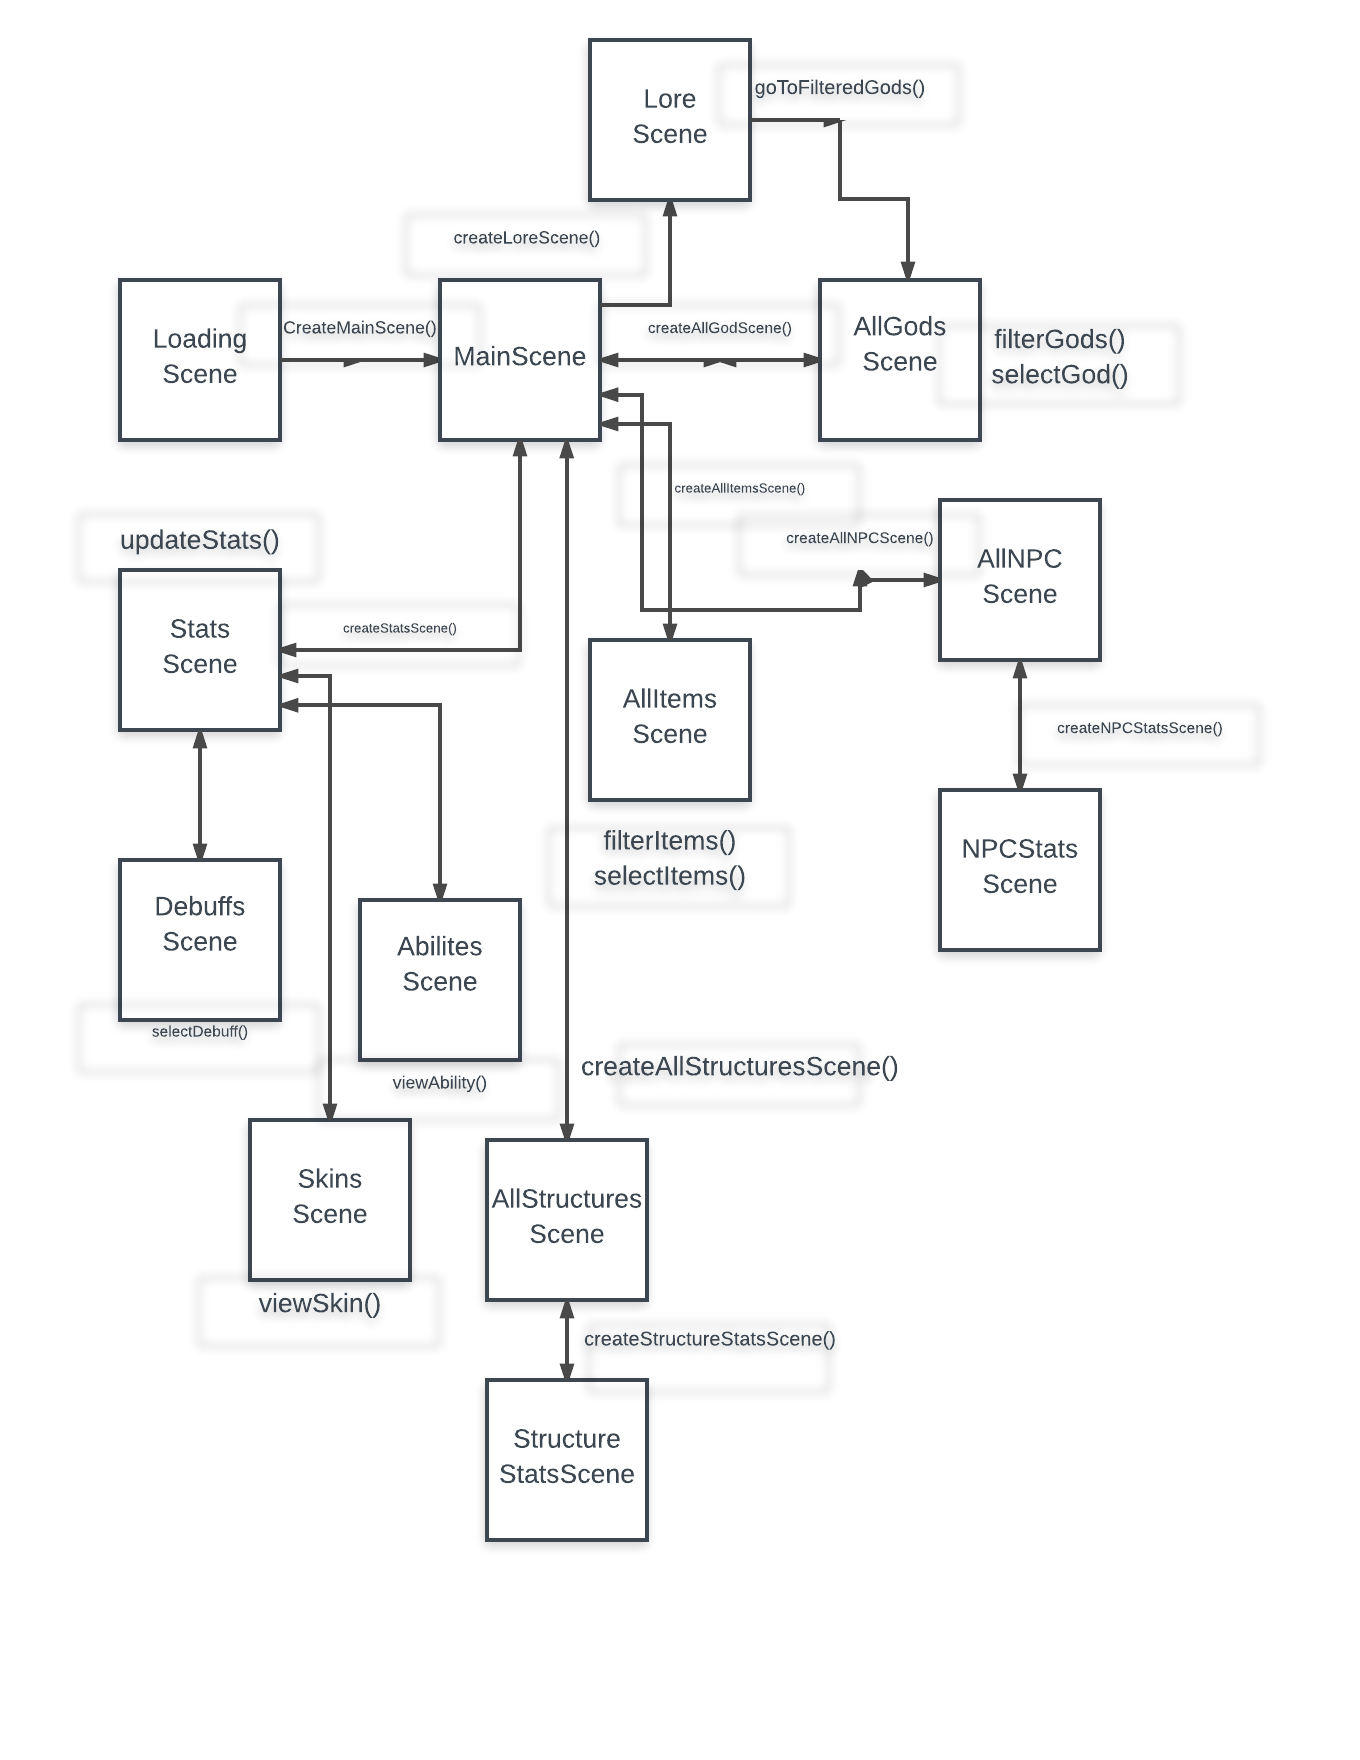 Lore
Scene
goToFilteredGods()
createLoreScene()
Loading
Scene
CreateMainScene()
MainScene
createAllGodScene()
AllGods
Scene
filterGods()
selectGod()
createAllItemsScene()
createAllNPCScene()
AllNPC
Scene
updateStats()
Stats
Scene
createStatsScene()
AllItems
Scene
createNPCStatsScene()
filterItems()
selectItems()
NPCStats
Scene
Debuffs
Scene
selectDebuff()
Abilites
Scene
viewAbility()
createAllStructuresScene()
Skins
Scene
viewSkin()
AllStructures
Scene
createStructureStatsScene()
Structure
StatsScene